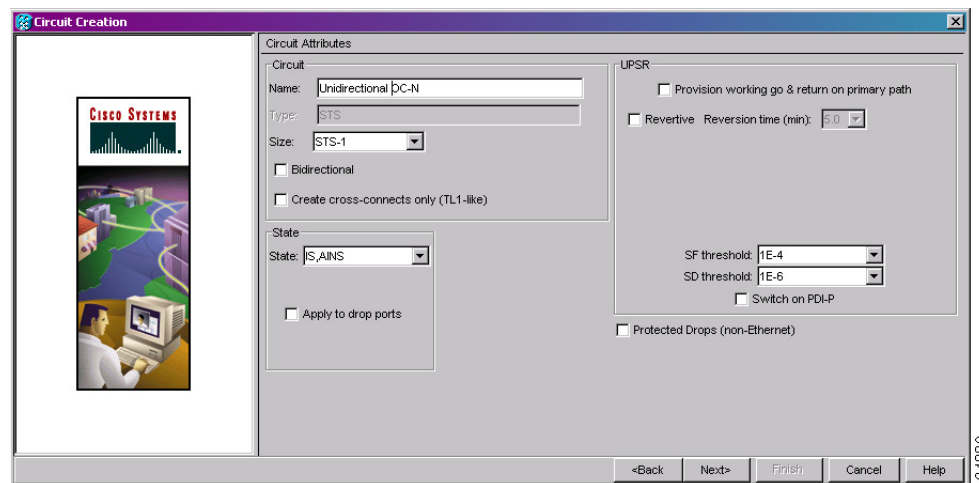 Circuit Creation
CISCO SYSTEMS
Circuit Attributes
Circuit
Name: Unidirectional OC-N
Type: STS
Size: STS-1
Bidirectional
Create cross-connects only (TL1-like)
State
State: IS,AINS
Apply to drop ports
UPSR
Provision working go & return on primary path
Revertive Reversion time (min): 5.0
SF threshold: 1E-4
SD threshold: 1E-6
Switch on PDI-P
Protected Drops (non-Ethernet)
<Back Next> Finish Cancel Help